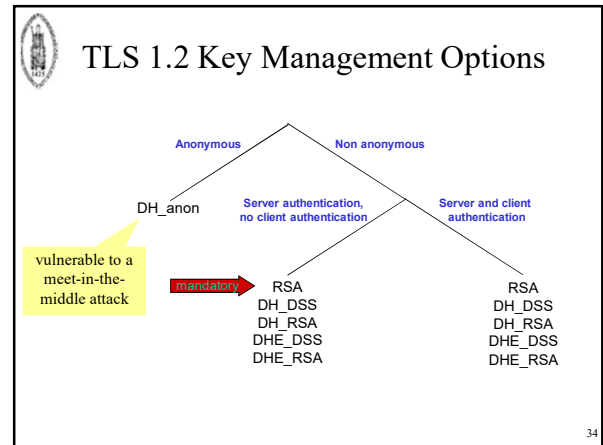 1425
TLS 1.2 Key Management Options
Anonymous
Non anonymous
DH_anon
Server authentication,
no client authentication
Server and client
authentication
vulnerable to a
meet-in-the-
middle attack
mandatory
RSA
DH_DSS
DH_RSA
DHE_DSS
DHE_RSA
RSA
DH_DSS
DH_RSA
DHE_DSS
DHE_RSA
34